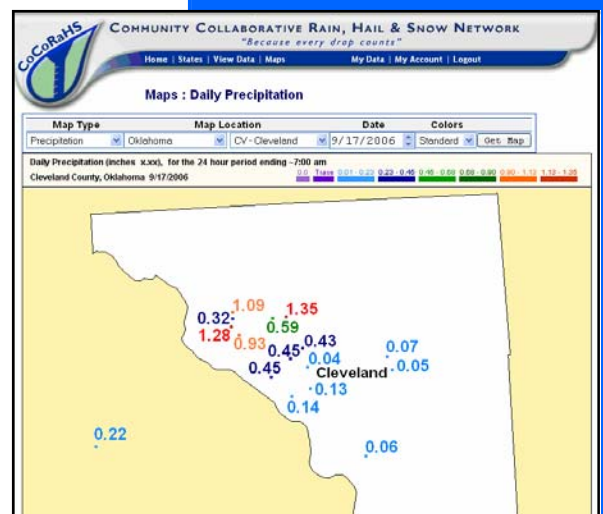 CoCoRaHS
COMMUNITY COLLABORATIVE RAIN, HAIL & SNOW NETWORK
"Because every drop counts"
Home | States | View Data | Maps My Data | My Account | Logout
Maps : Daily Precipitation
Map Type Map Location Date Colors
Precipitation Oklahoma CV - Cleveland 9/17/2006 Standard Get Map
Daily Precipitation (inches x.xx), for the 24 hour period ending ~7:00 am
Cleveland County, Oklahoma 9/17/2006
0.0 Trace 0.01 - 0.23 0.23 - 0.45 0.45 - 0.68 0.68 - 0.90 0.90 - 1.13 1.13 - 1.35
1.09
1.35
0.32
0.59
1.28
0.93
0.43
0.45
0.04
0.07
0.45
0.05
Cleveland
0.13
0.14
0.22
0.06